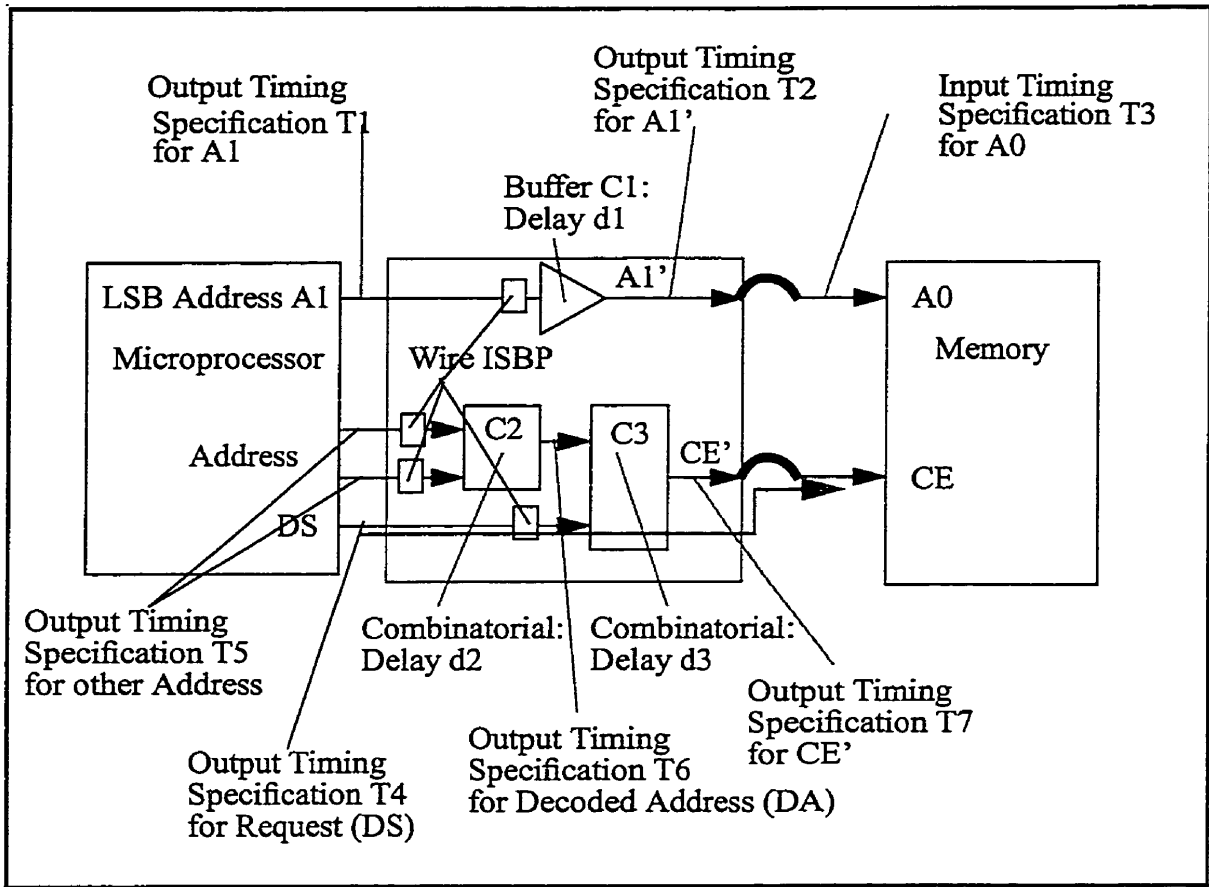 Output Timing
Specification T1
for A1
Output Timing
Specification T2
for A1'
Input Timing
Specification T3
for A0
Buffer C1:
Delay d1
LSB Address A1
A1'
A0
Microprocessor
Wire ISBP
Memory
C2
C3
CE'
Address
CE
DS
Output Timing
Specification T5
for other Address
Combinatorial:
Delay d2
Combinatorial:
Delay d3
Output Timing
Specification T7
for CE'
Output Timing
Specification T4
for Request (DS)
Output Timing
Specification T6
for Decoded Address (DA)